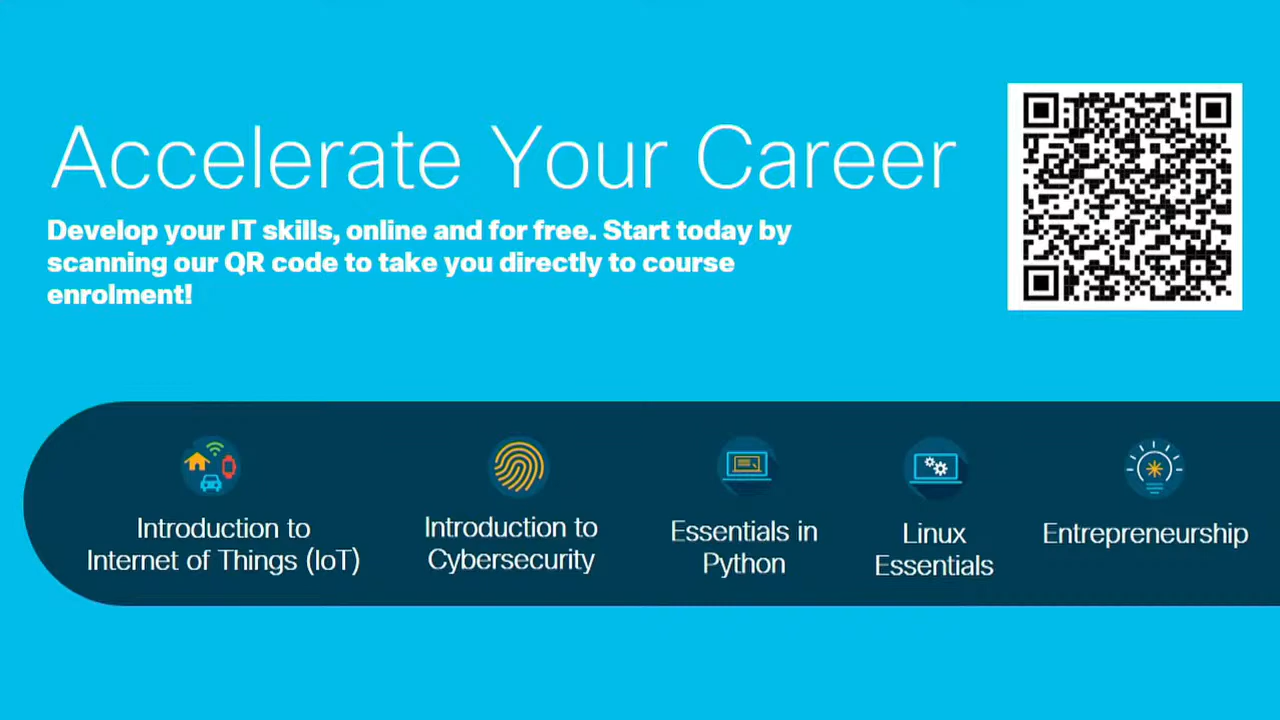 Accelerate Your Career
Develop your IT skills, online and for free. Start today by
scanning our QR code to take you directly to course
enrolment!
Introduction to
Internet of Things (IoT)
Introduction to
Cybersecurity
Essentials in
Python
Linux
Essentials
Entrepreneurship